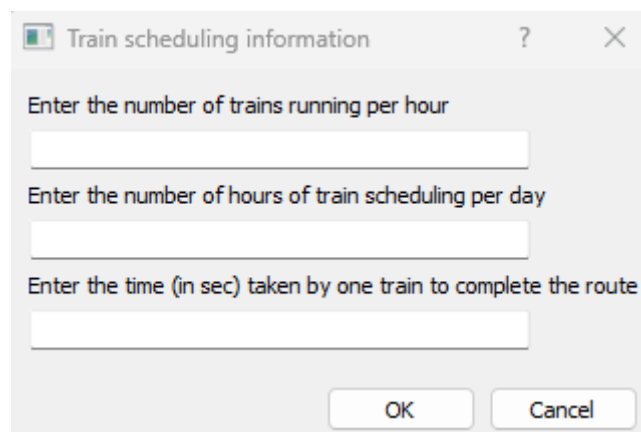 Train scheduling information
?
Enter the number of trains running per hour
Enter the number of hours of train scheduling per day
Enter the time (in sec) taken by one train to complete the route
OK Cancel